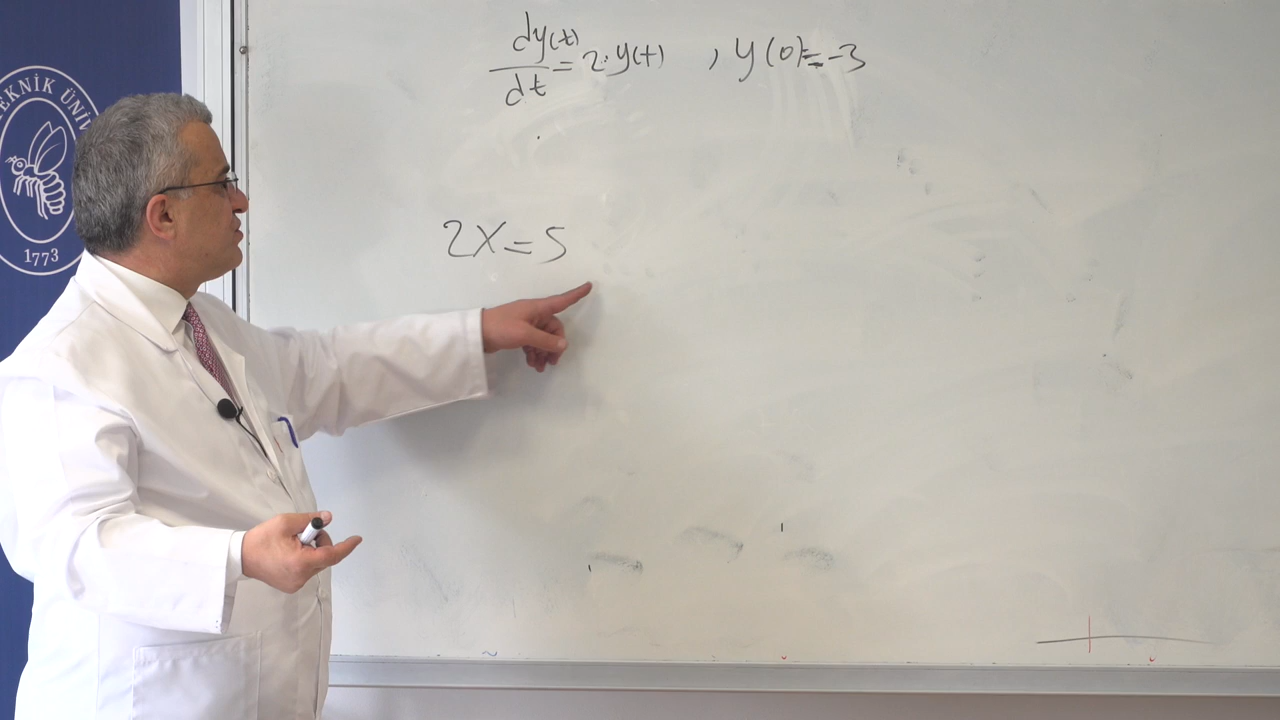 dy(t)/dt = 2·y(t) , y(0) = -3
2X = 5
TEKNİK ÜNİV
1773